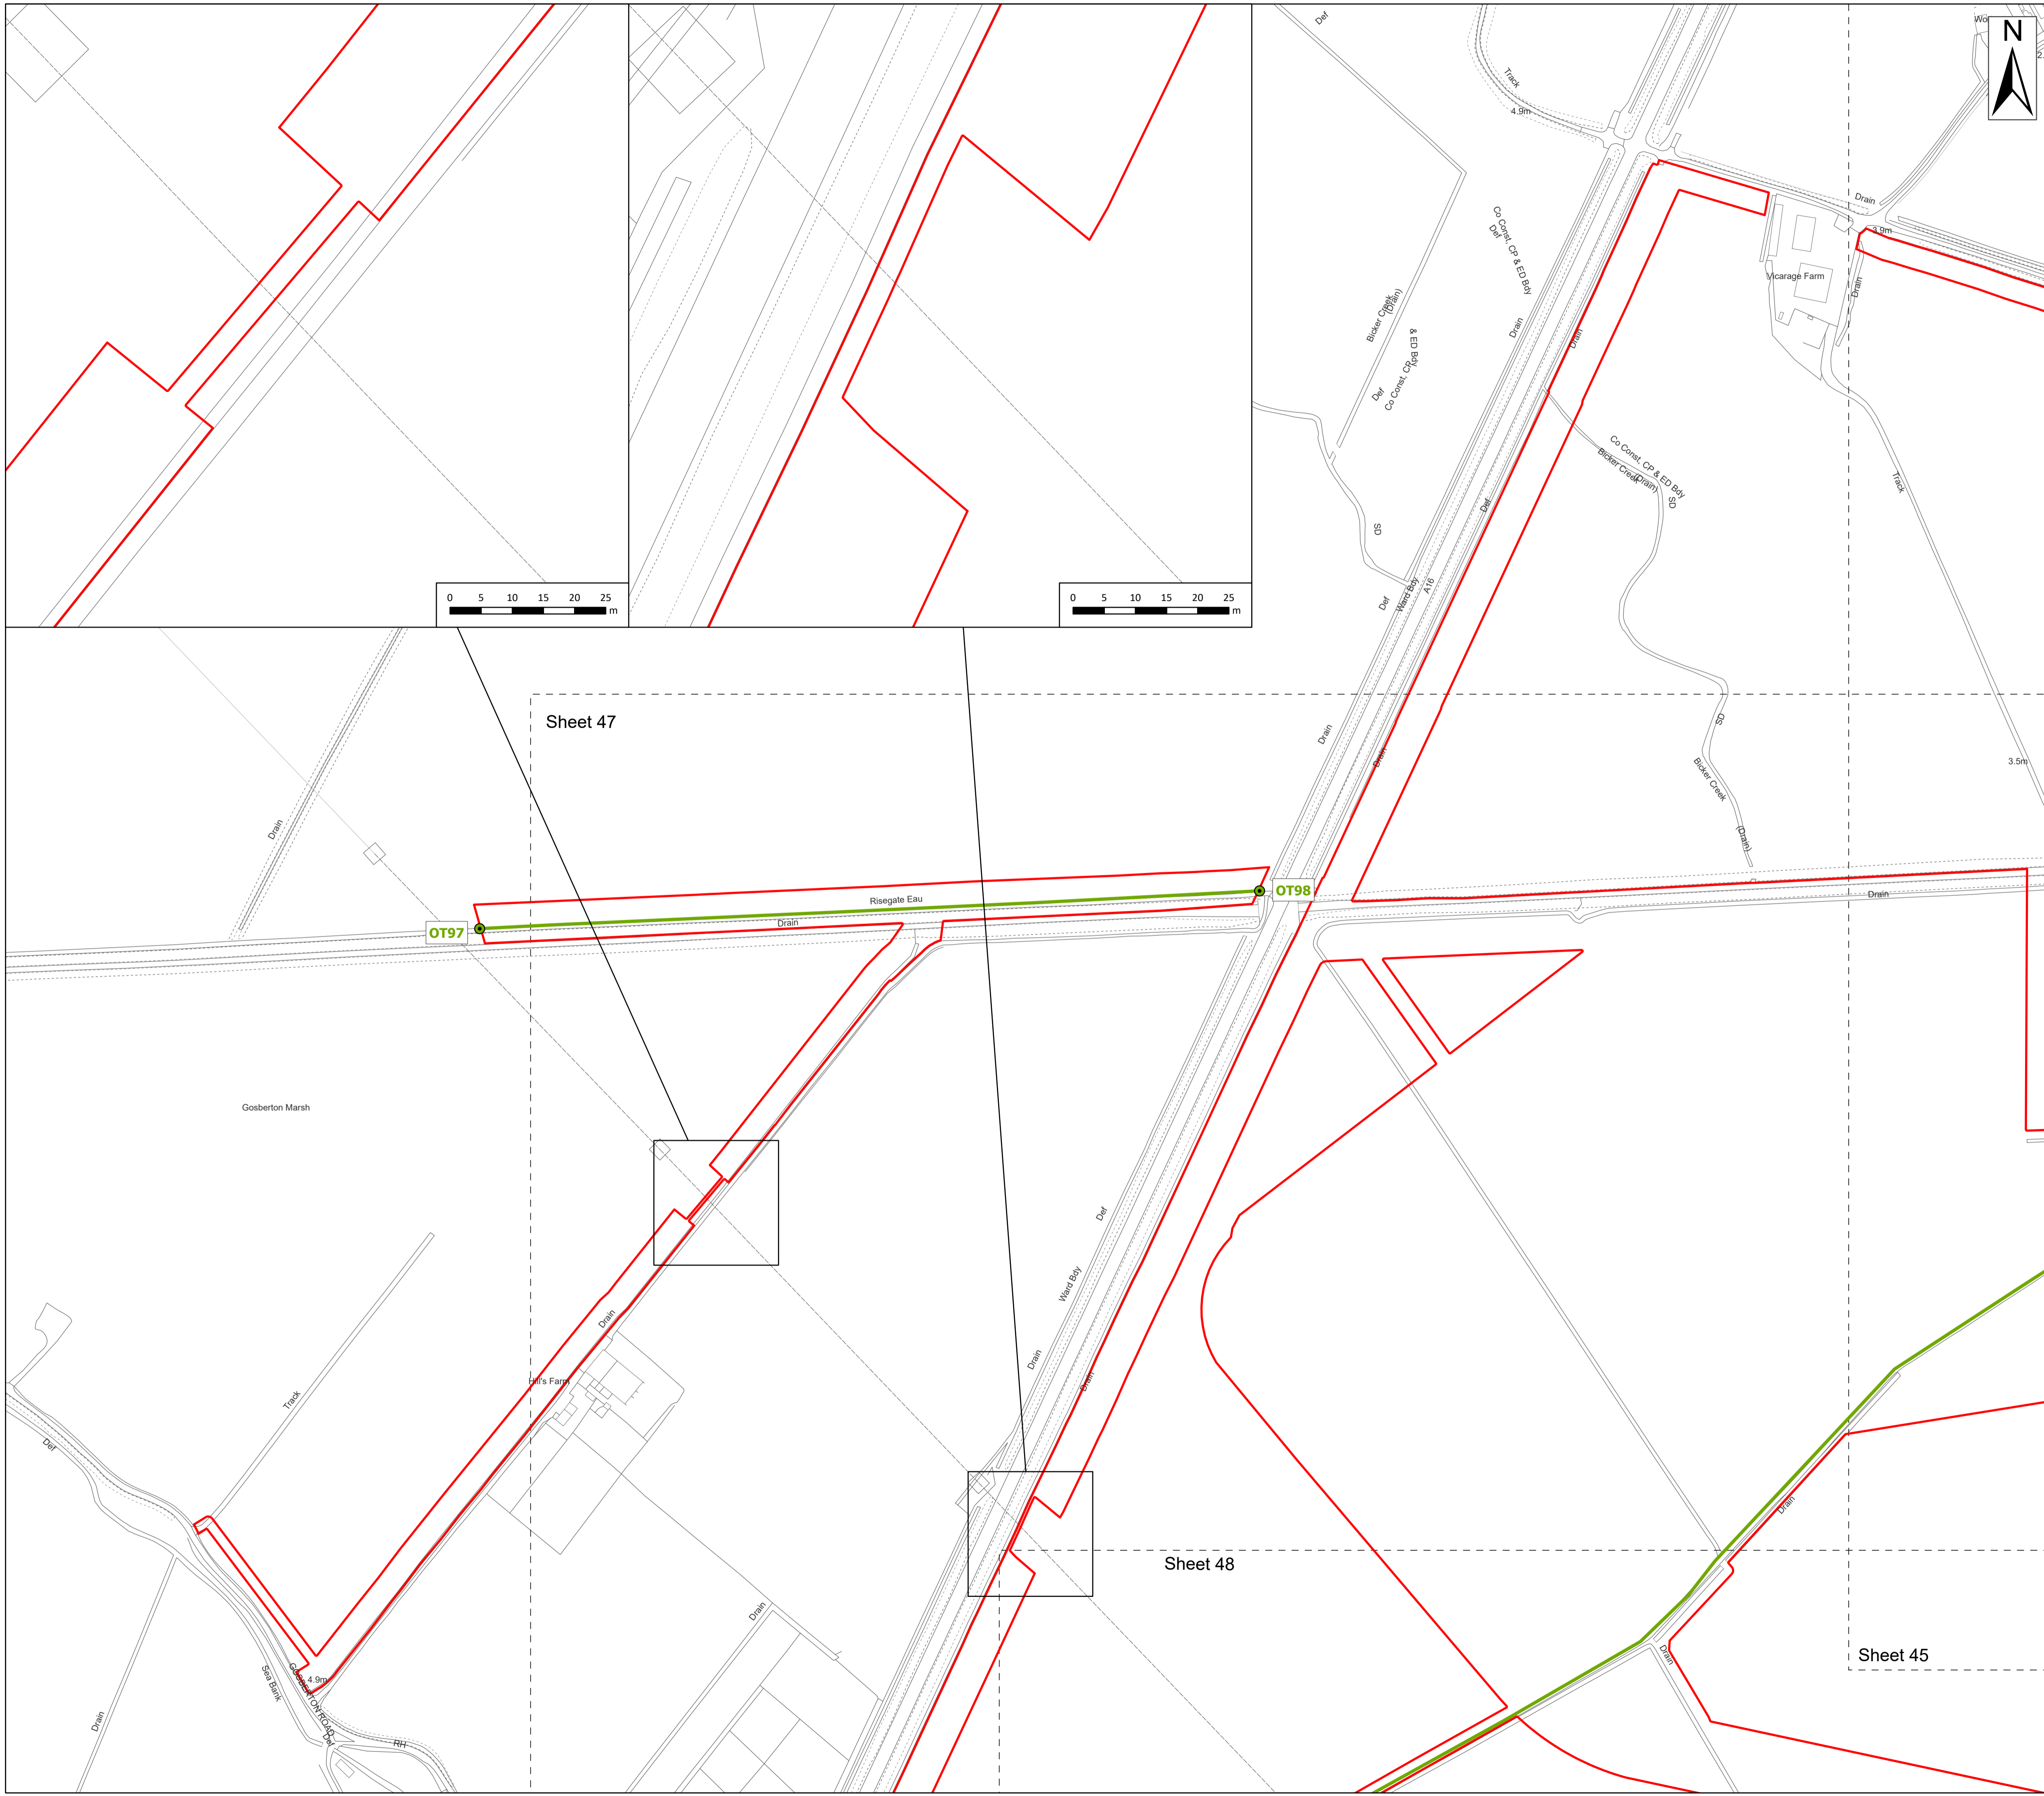 Def
Wo
N
2.
Track
4.9m
Drain
3.9m
Co Const, CP & ED Bdy
Def
Vicarage Farm
Drain
Bicker Creek
(Drain)
Drain
Drain
& ED Bdy
Co Const, CR
Def
Co Const, CP & ED Bdy
Bicker Creek
(Drain)
Track
SD
Def
SD
0 5 10 15 20 25
m
0 5 10 15 20 25
m
Def
Ward Bdy
A16
Sheet 47
SD
Drain
Drain
3.5m
Bicker Creek
Drain
(Drain)
OT98
Risegate Eau
Drain
Drain
OT97
Gosberton Marsh
Def
Ward Bdy
Drain
Drain
Drain
Hill's Farm
Track
Def
Drain
Sheet 48
Drain
Drain
Sheet 45
4.9m
Sea Bank
GOSBERTON ROAD
Def
Drain
RH